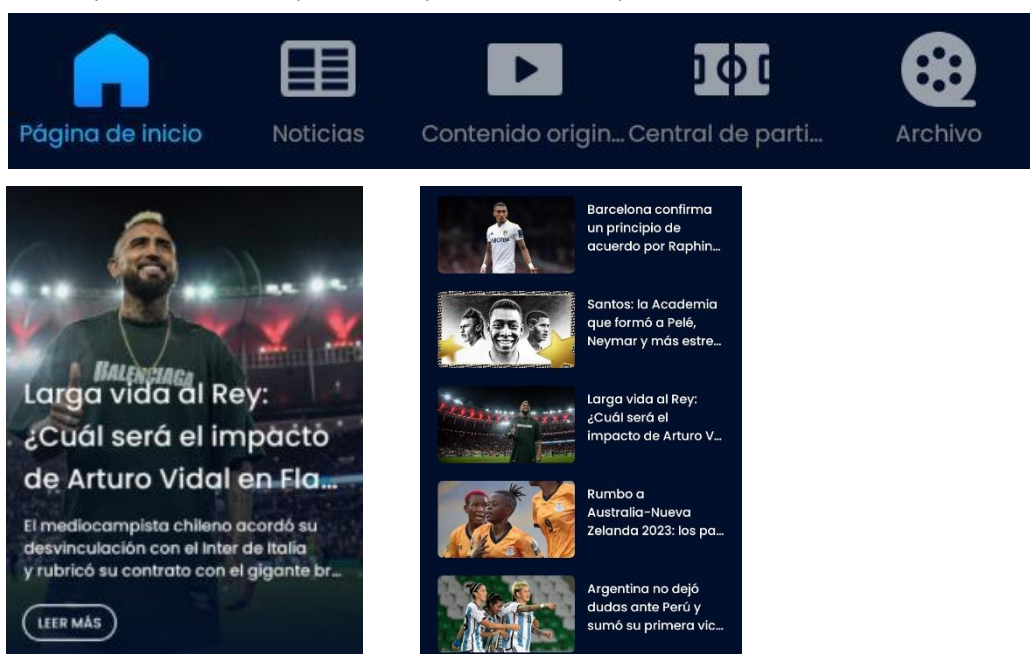 Página de inicio
Noticias
Contenido origin...
Central de parti...
Archivo
BALENCIAGA
Larga vida al Rey:
¿Cuál será el impacto
de Arturo Vidal en Fla...
El mediocampista chileno acordó su
desvinculación con el Inter de Italia
y rubricó su contrato con el gigante br...
LEER MÁS
Barcelona confirma
un principio de
acuerdo por Raphin...
Santos: la Academia
que formó a Pelé,
Neymar y más estre...
Larga vida al Rey:
¿Cuál será el
impacto de Arturo V...
Rumbo a
Australia-Nueva
Zelanda 2023: los pa...
Argentina no dejó
dudas ante Perú y
sumó su primera vic...